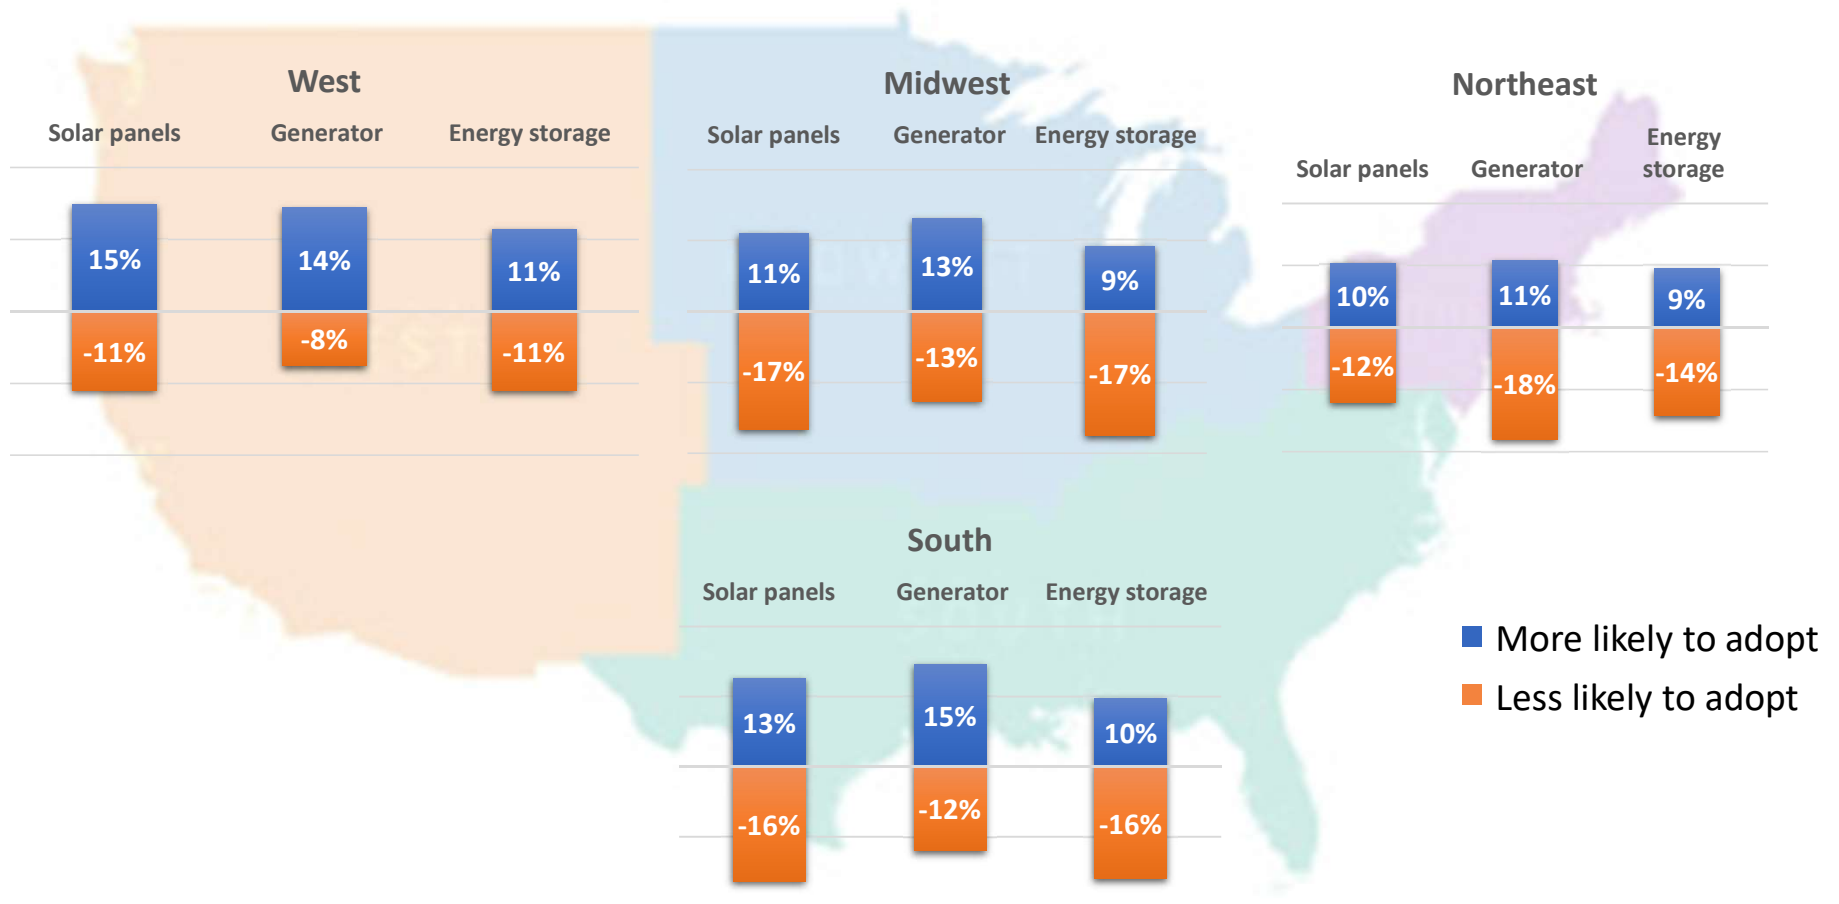 West
Solar panels Generator Energy storage
15% 14% 11%
-11% -8% -11%
Midwest
Solar panels Generator Energy storage
11% 13% 9%
-17% -13% -17%
Northeast
Solar panels Generator Energy
storage
10% 11% 9%
-12% -18% -14%
South
Solar panels Generator Energy storage
13% 15% 10%
-16% -12% -16%
More likely to adopt
Less likely to adopt